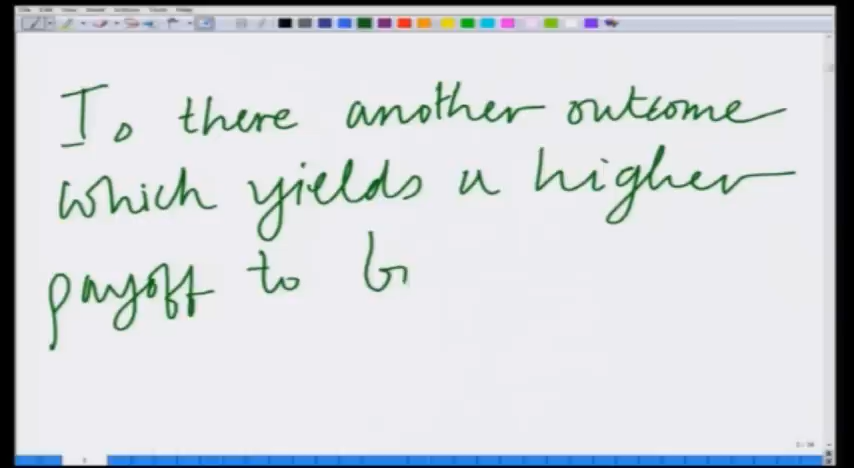 Is there another outcome
which yields a higher
payoff to b